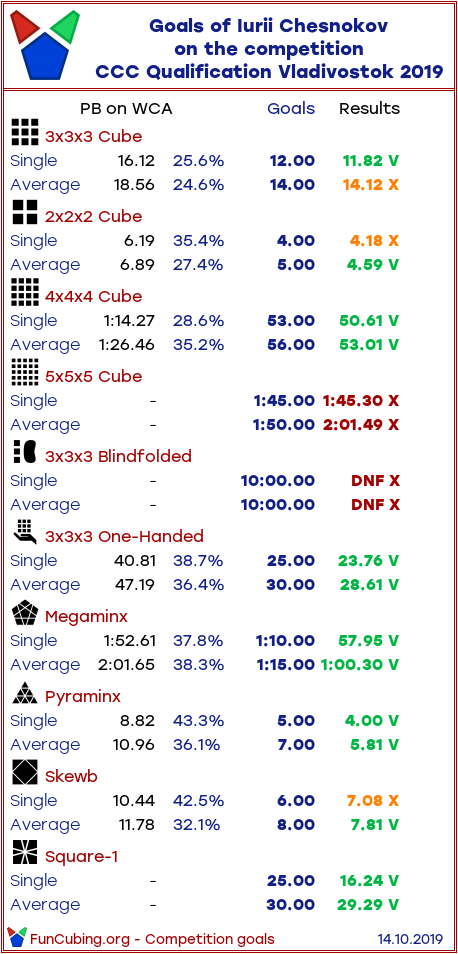 Goals of Iurii Chesnokov
on the competition
CCC Qualification Vladivostok 2019
PB on WCA Goals Results
3x3x3 Cube
Single 16.12 25.6% 12.00 11.82 V
Average 18.56 24.6% 14.00 14.12 X
2x2x2 Cube
Single 6.19 35.4% 4.00 4.18 X
Average 6.89 27.4% 5.00 4.59 V
4x4x4 Cube
Single 1:14.27 28.6% 53.00 50.61 V
Average 1:26.46 35.2% 56.00 53.01 V
5x5x5 Cube
Single - 1:45.00 1:45.30 X
Average - 1:50.00 2:01.49 X
3x3x3 Blindfolded
Single - 10:00.00 DNF X
Average - 10:00.00 DNF X
3x3x3 One-Handed
Single 40.81 38.7% 25.00 23.76 V
Average 47.19 36.4% 30.00 28.61 V
Megaminx
Single 1:52.61 37.8% 1:10.00 57.95 V
Average 2:01.65 38.3% 1:15.00 1:00.30 V
Pyraminx
Single 8.82 43.3% 5.00 4.00 V
Average 10.96 36.1% 7.00 5.81 V
Skewb
Single 10.44 42.5% 6.00 7.08 X
Average 11.78 32.1% 8.00 7.81 V
Square-1
Single - 25.00 16.24 V
Average - 30.00 29.29 V
FunCubing.org - Competition goals 14.10.2019